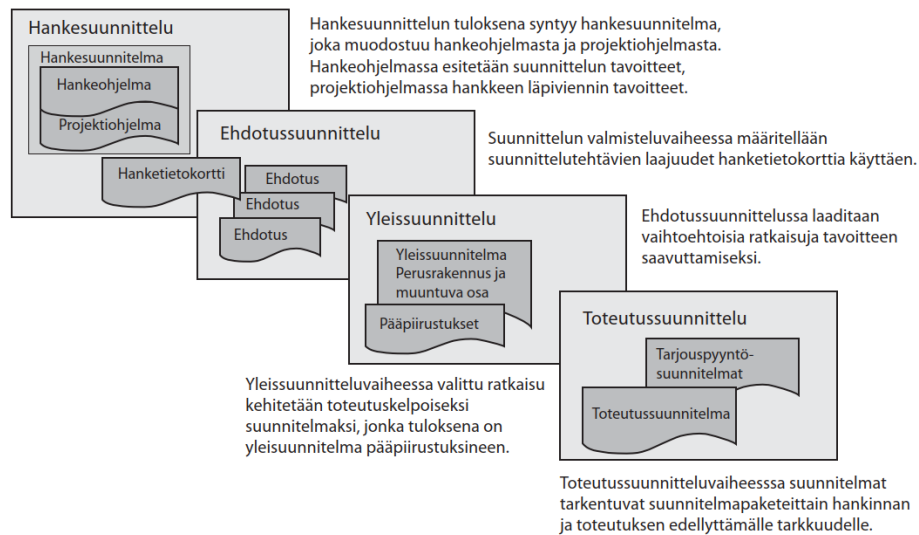 Hankesuunnittelu
Hankesuunnitelma
Hankeohjelma
Projektiohjelma
Hankesuunnittelun tuloksena syntyy hankesuunnitelma,
joka muodostuu hankeohjelmasta ja projektiohjelmasta.
Hankeohjelmassa esitetään suunnittelun tavoitteet,
projektiohjelmassa hankkeen läpiviennin tavoitteet.
Hanketietokortti
Ehdotussuunnittelu
Ehdotus
Ehdotus
Ehdotus
Suunnittelun valmisteluvaiheessa määritellään
suunnittelutehtävien laajuudet hanketietokorttia käyttäen.
Yleissuunnittelu
Yleissuunnitelma
Perusrakennus ja
muuntuva osa
Pääpiirustukset
Ehdotussuunnittelussa laaditaan
vaihtoehtoisia ratkaisuja tavoitteen
saavuttamiseksi.
Yleissuunnitteluvaiheessa valittu ratkaisu
kehitetään toteutuskelpoiseksi
suunnitelmaksi, jonka tuloksena on
yleisuunnitelma pääpiirustuksineen.
Toteutussuunnittelu
Tarjouspyyntö-
suunnitelmat
Toteutussuunnitelma
Toteutussuunnitteluvaiheesssa suunnitelmat
tarkentuvat suunnitelmapaketeittain hankinnan
ja toteutuksen edellyttämälle tarkkuudelle.